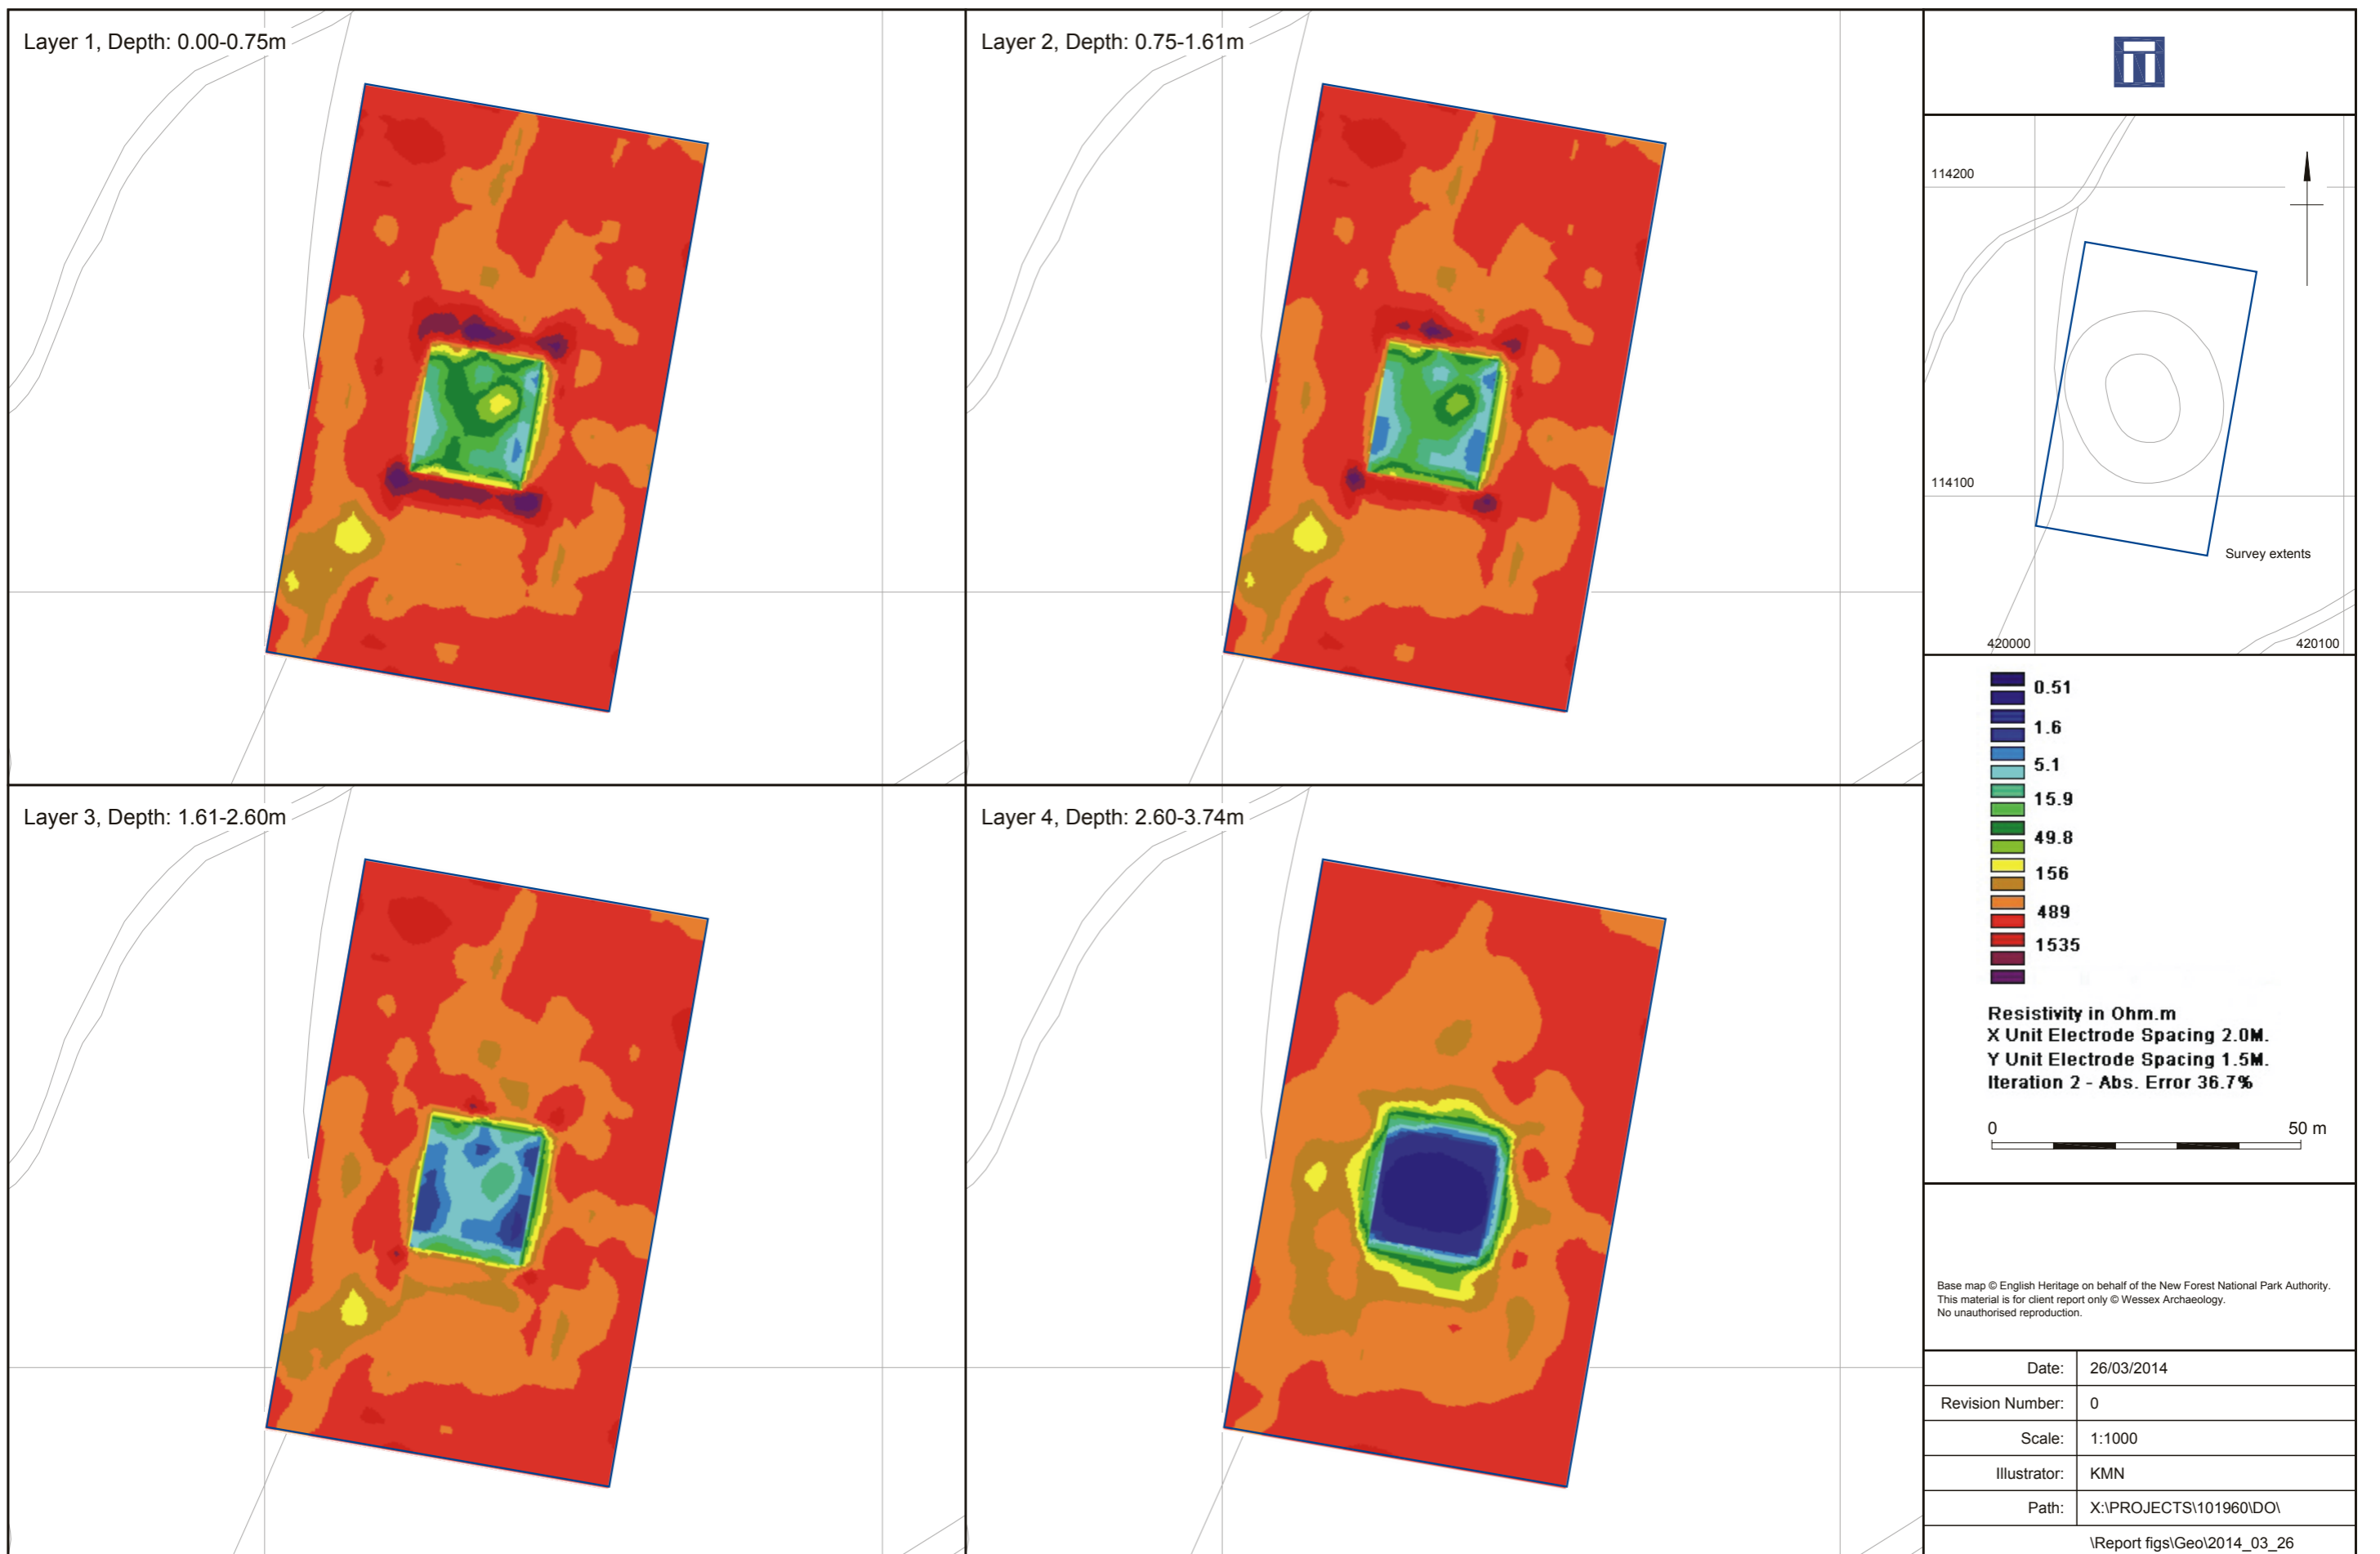 Layer 1, Depth: 0.00-0.75m
Layer 2, Depth: 0.75-1.61m
Layer 3, Depth: 1.61-2.60m
Layer 4, Depth: 2.60-3.74m
114200
114100
Survey extents
420000
420100
0.51
1.6
5.1
15.9
49.8
156
489
1535
Resistivity in Ohm.m
X Unit Electrode Spacing 2.0M.
Y Unit Electrode Spacing 1.5M.
Iteration 2 - Abs. Error 36.7%
0 50 m
Base map © English Heritage on behalf of the New Forest National Park Authority.
This material is for client report only © Wessex Archaeology.
No unauthorised reproduction.
Date: 26/03/2014
Revision Number: 0
Scale: 1:1000
Illustrator: KMN
Path: X:\PROJECTS\101960\DO\
\Report figs\Geo\2014_03_26